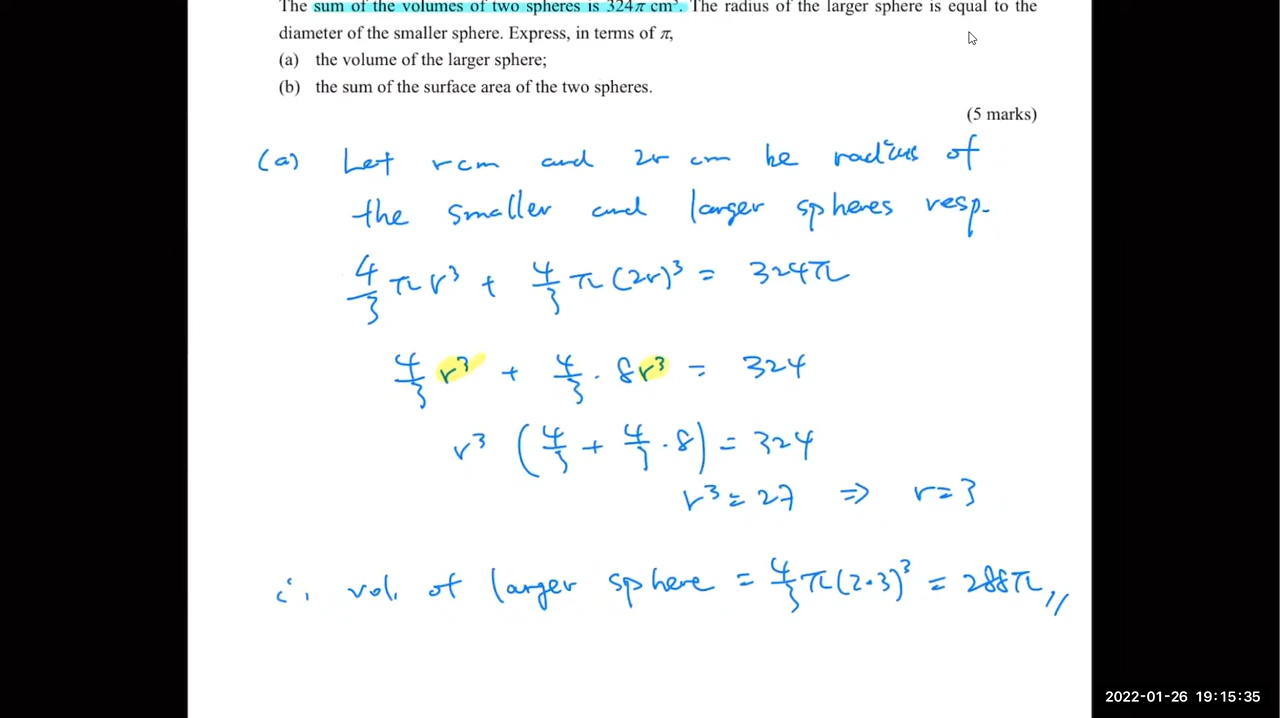 The sum of the volumes of two spheres is 324π cm³. The radius of the larger sphere is equal to the
diameter of the smaller sphere. Express, in terms of π,
(a) the volume of the larger sphere;
(b) the sum of the surface area of the two spheres.
(5 marks)
(a) Let r cm and 2r cm be radius of
the smaller and larger spheres resp.
4/3 πr³ + 4/3 π(2r)³ = 324π
4/3 r³ + 4/3 · 8r³ = 324
r³ (4/3 + 4/3 · 8) = 324
r³ = 27 ⇒ r = 3
∴ vol. of larger sphere = 4/3 π(2·3)³ = 288π //
2022-01-26 19:15:35